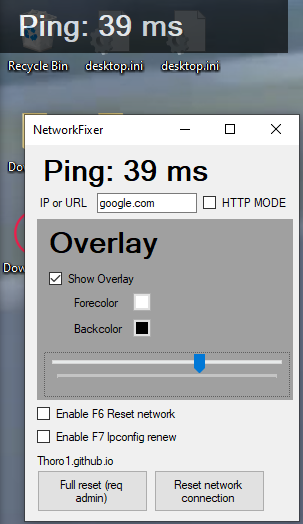 Ping: 39 ms
Recycle Bin
desktop.ini
desktop.ini
NetworkFixer
Ping: 39 ms
IP or URL
google.com
HTTP MODE
Overlay
Show Overlay
Forecolor
Backcolor
Enable F6 Reset network
Enable F7 Ipconfig renew
Thoro1.github.io
Full reset (req
admin)
Reset network
connection